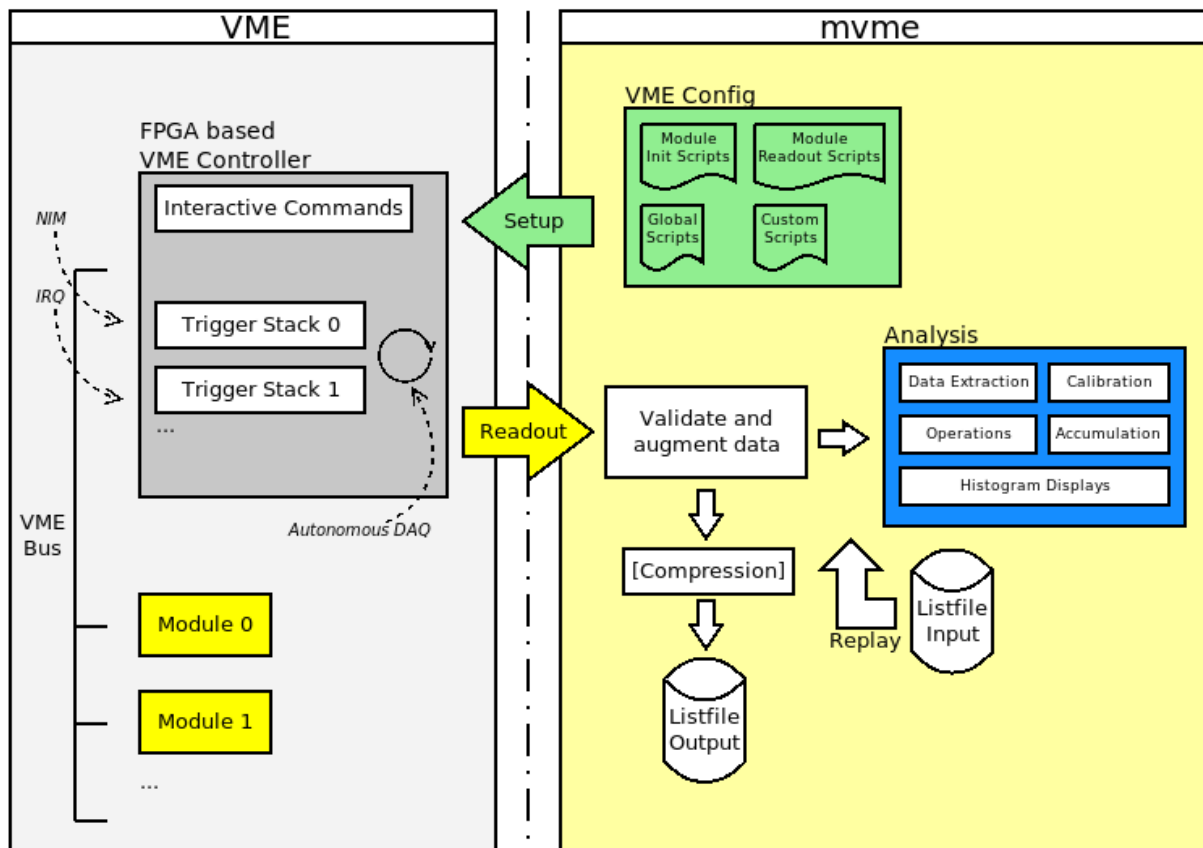 VME
mvme
FPGA based
VME Controller
Interactive Commands
NIM
IRQ
Trigger Stack 0
Trigger Stack 1
...
Autonomous DAQ
VME
Bus
Module 0
Module 1
...
Setup
Readout
VME Config
Module
Init Scripts
Module
Readout Scripts
Global
Scripts
Custom
Scripts
Validate and
augment data
[Compression]
Listfile
Output
Analysis
Data Extraction
Calibration
Operations
Accumulation
Histogram Displays
Replay
Listfile
Input